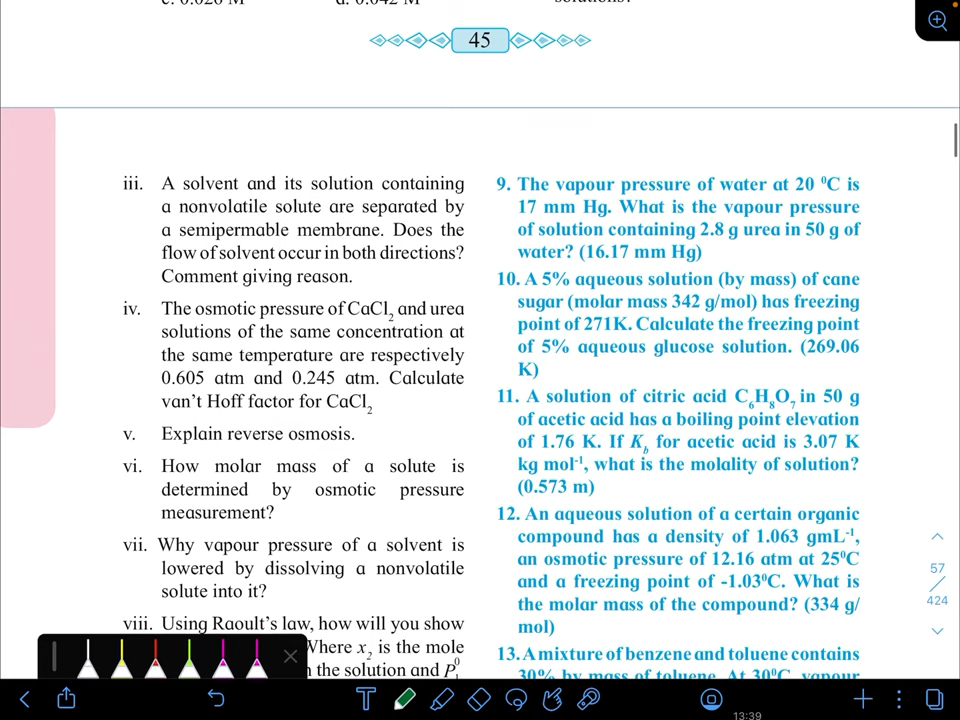 45
iii. A solvent and its solution containing
a nonvolatile solute are separated by
a semipermable membrane. Does the
flow of solvent occur in both directions?
Comment giving reason.
iv. The osmotic pressure of CaCl2 and urea
solutions of the same concentration at
the same temperature are respectively
0.605 atm and 0.245 atm. Calculate
van't Hoff factor for CaCl2
v. Explain reverse osmosis.
vi. How molar mass of a solute is
determined by osmotic pressure
measurement?
vii. Why vapour pressure of a solvent is
lowered by dissolving a nonvolatile
solute into it?
viii. Using Raoult's law, how will you show
Where x2 is the mole
the solution and P
9. The vapour pressure of water at 20 ⁰C is
17 mm Hg. What is the vapour pressure
of solution containing 2.8 g urea in 50 g of
water? (16.17 mm Hg)
10. A 5% aqueous solution (by mass) of cane
sugar (molar mass 342 g/mol) has freezing
point of 271K. Calculate the freezing point
of 5% aqueous glucose solution. (269.06
K)
11. A solution of citric acid C6H8O7 in 50 g
of acetic acid has a boiling point elevation
of 1.76 K. If Kb for acetic acid is 3.07 K
kg mol⁻¹, what is the molality of solution?
(0.573 m)
12. An aqueous solution of a certain organic
compound has a density of 1.063 gmL⁻¹,
an osmotic pressure of 12.16 atm at 25⁰C
and a freezing point of -1.03⁰C. What is
the molar mass of the compound? (334 g/
mol)
13. A mixture of benzene and toluene contains
30% by mass of toluene. At 30⁰C, vapour
57
424
13:39